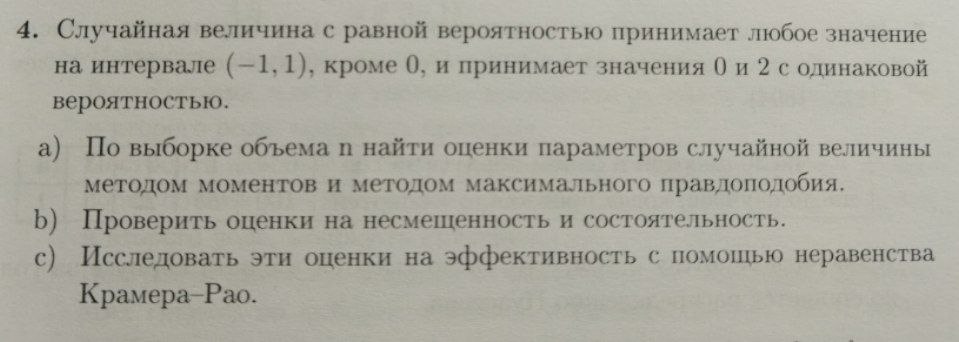 4. Случайная величина с равной вероятностью принимает любое значение
на интервале (−1, 1), кроме 0, и принимает значения 0 и 2 с одинаковой
вероятностью.
a) По выборке объема n найти оценки параметров случайной величины
методом моментов и методом максимального правдоподобия.
b) Проверить оценки на несмещенность и состоятельность.
c) Исследовать эти оценки на эффективность с помощью неравенства
Крамера–Рао.